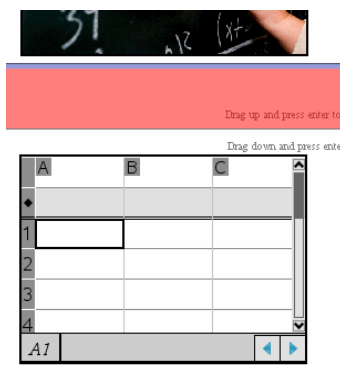 Drag up and press enter to
Drag down and press ente
A B C
◆
1
2
3
4
A1